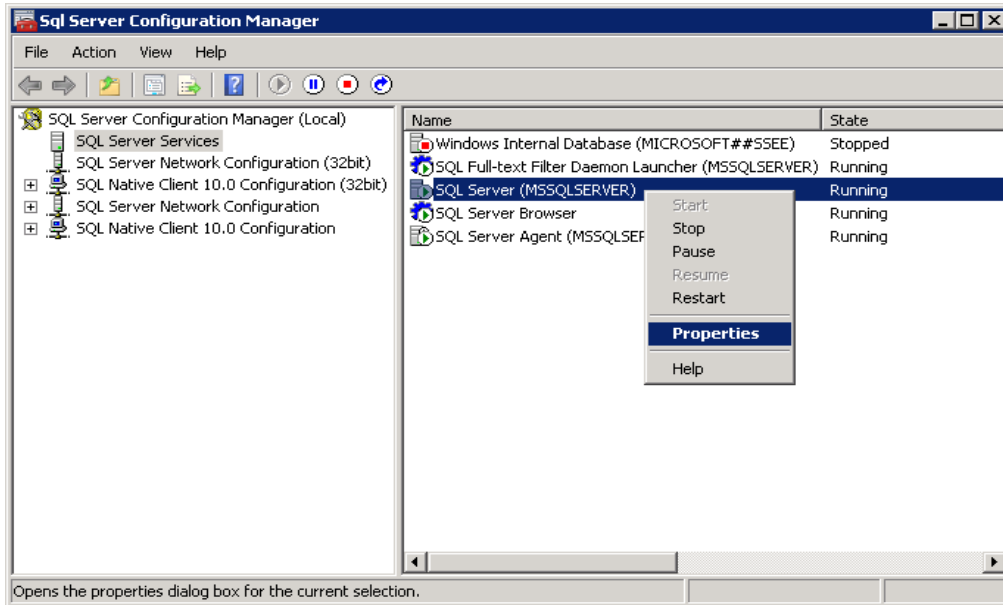 Sql Server Configuration Manager
File Action View Help
SQL Server Configuration Manager (Local)
SQL Server Services
SQL Server Network Configuration (32bit)
SQL Native Client 10.0 Configuration (32bit)
SQL Server Network Configuration
SQL Native Client 10.0 Configuration
Name State
Windows Internal Database (MICROSOFT##SSEE) Stopped
SQL Full-text Filter Daemon Launcher (MSSQLSERVER) Running
SQL Server (MSSQLSERVER) Running
SQL Server Browser Running
SQL Server Agent (MSSQLSER Running
Start
Stop
Pause
Resume
Restart
Properties
Help
Opens the properties dialog box for the current selection.